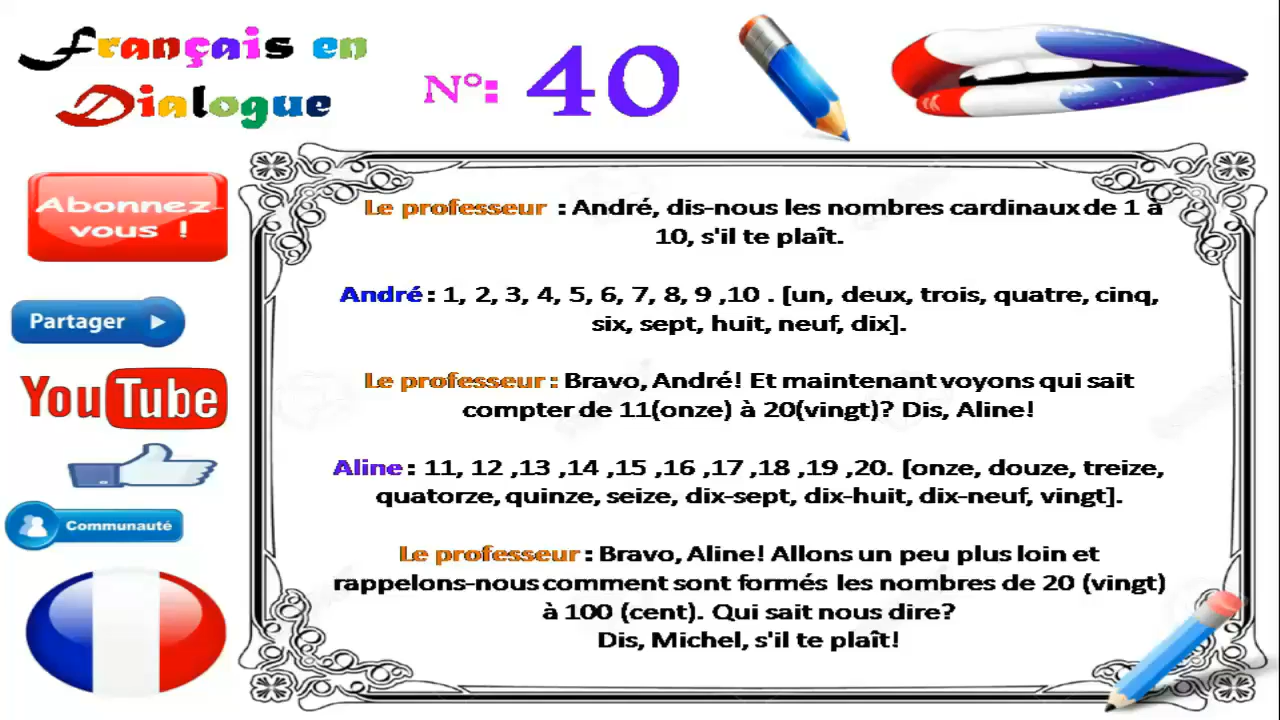 Français en
Dialogue
N°: 40
Abonnez-
vous !
Partager
YouTube
Communauté
Le professeur : André, dis-nous les nombres cardinaux de 1 à
10, s'il te plaît.
André : 1, 2, 3, 4, 5, 6, 7, 8, 9 ,10 . [un, deux, trois, quatre, cinq,
six, sept, huit, neuf, dix].
Le professeur : Bravo, André! Et maintenant voyons qui sait
compter de 11(onze) à 20(vingt)? Dis, Aline!
Aline : 11, 12 ,13 ,14 ,15 ,16 ,17 ,18 ,19 ,20. [onze, douze, treize,
quatorze, quinze, seize, dix-sept, dix-huit, dix-neuf, vingt].
Le professeur : Bravo, Aline! Allons un peu plus loin et
rappelons-nous comment sont formés les nombres de 20 (vingt)
à 100 (cent). Qui sait nous dire?
Dis, Michel, s'il te plaît!